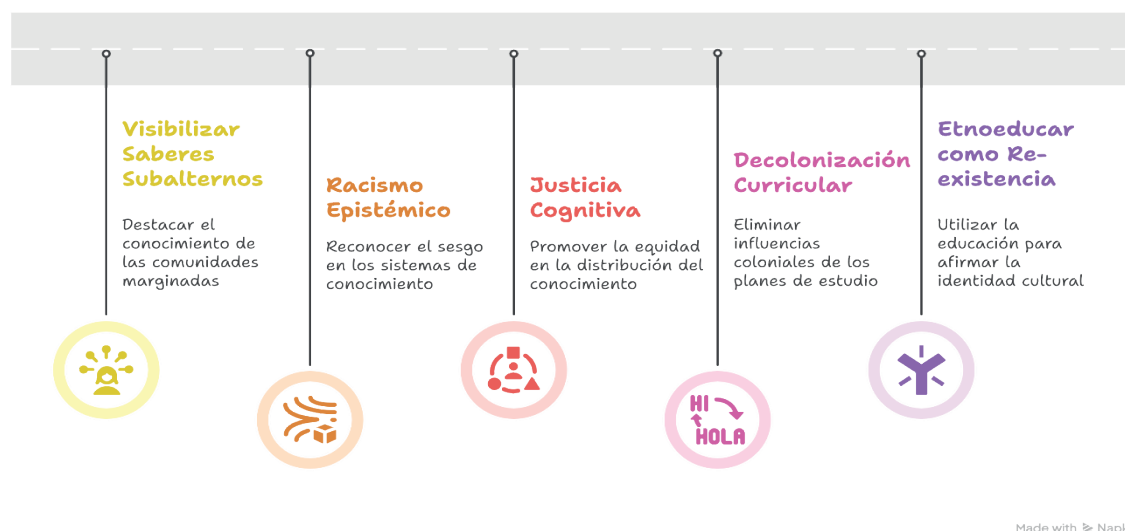 Visibilizar
Saberes
Subalternos
Destacar el
conocimiento de
las comunidades
marginadas
Racismo
Epistémico
Reconocer el sesgo
en los sistemas de
conocimiento
Justicia
Cognitiva
Promover la equidad
en la distribución del
conocimiento
Decolonización
Curricular
Eliminar
influencias
coloniales de los
planes de estudio
Etnoeducar
como Re-
existencia
Utilizar la
educación para
afirmar la
identidad cultural
HI
HOLA
Made with